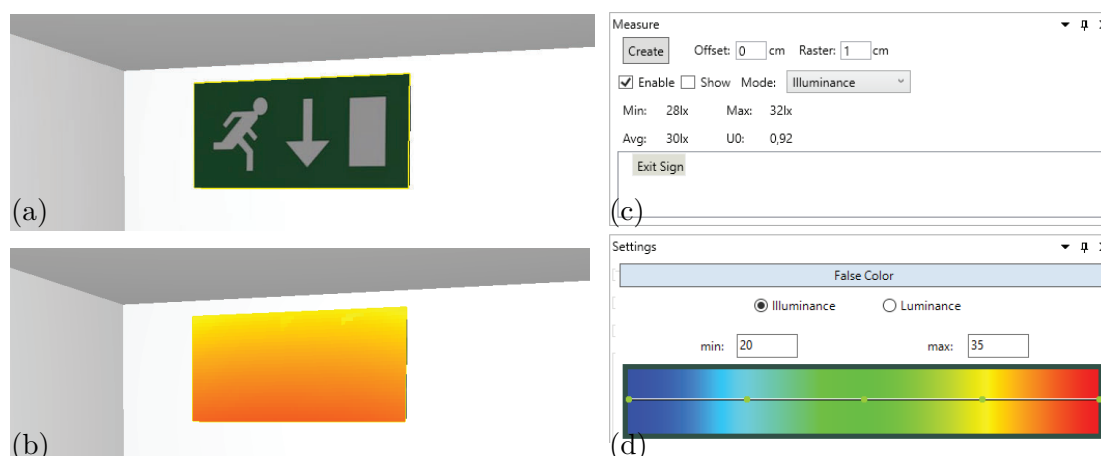 (a)
(b)
Measure
Create Offset: 0 cm Raster: 1 cm
Enable Show Mode: Illuminance
Min: 28lx Max: 32lx
Avg: 30lx U0: 0,92
Exit Sign
(c)
Settings
False Color
Illuminance Luminance
min: 20 max: 35
(d)